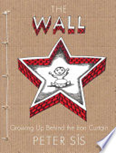 THE
WALL
Growing Up Behind the Iron Curtain
PETER SÍS